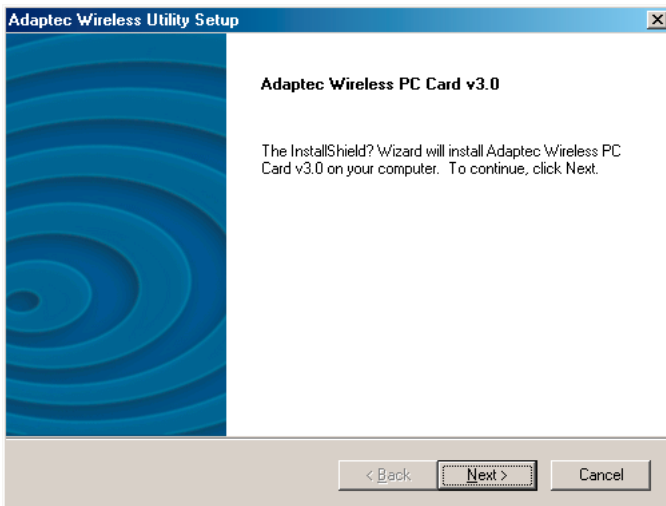 Adaptec Wireless Utility Setup
Adaptec Wireless PC Card v3.0
The InstallShield? Wizard will install Adaptec Wireless PC
Card v3.0 on your computer.  To continue, click Next.
< Back
Next >
Cancel